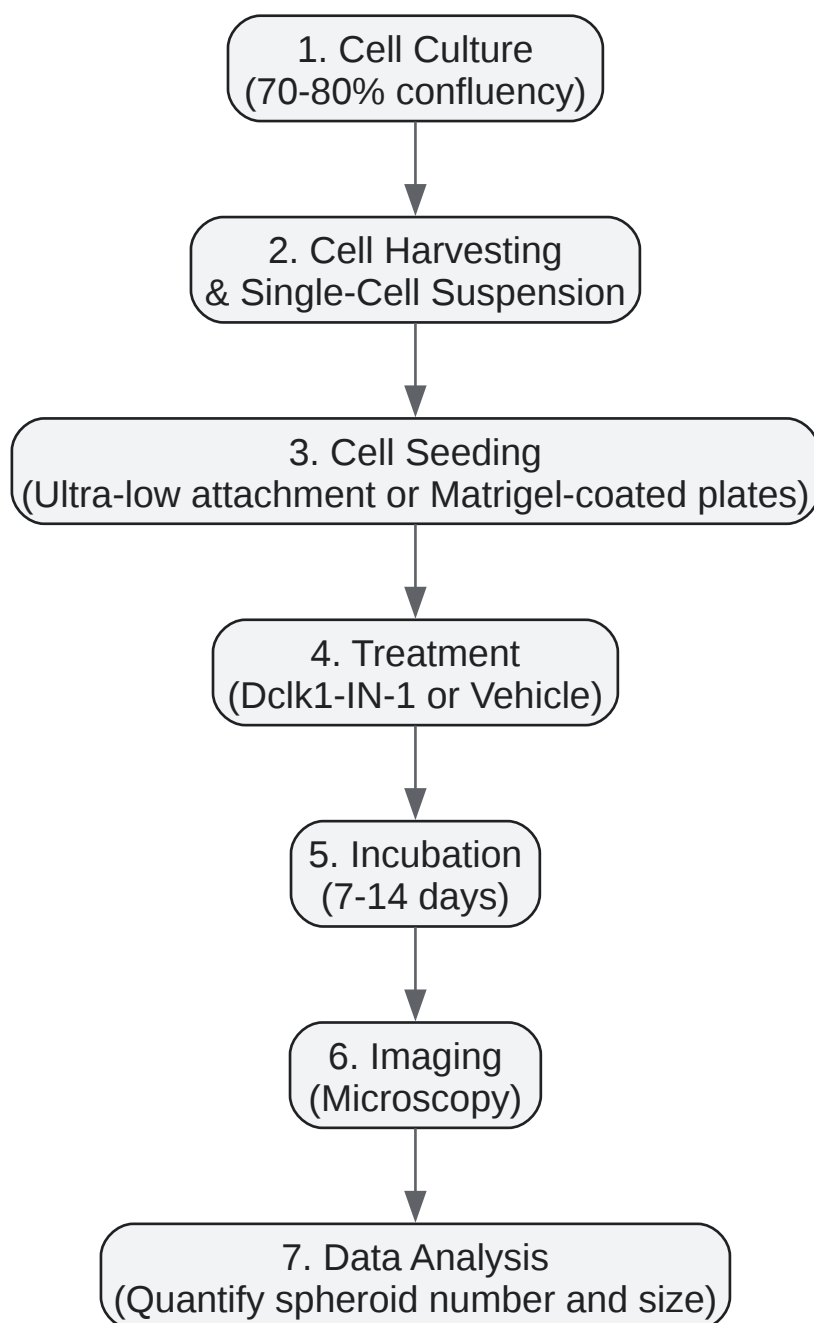 1. Cell Culture
(70-80% confluency)
2. Cell Harvesting
& Single-Cell Suspension
3. Cell Seeding
(Ultra-low attachment or Matrigel-coated plates)
4. Treatment
(Dclk1-IN-1 or Vehicle)
5. Incubation
(7-14 days)
6. Imaging
(Microscopy)
7. Data Analysis
(Quantify spheroid number and size)